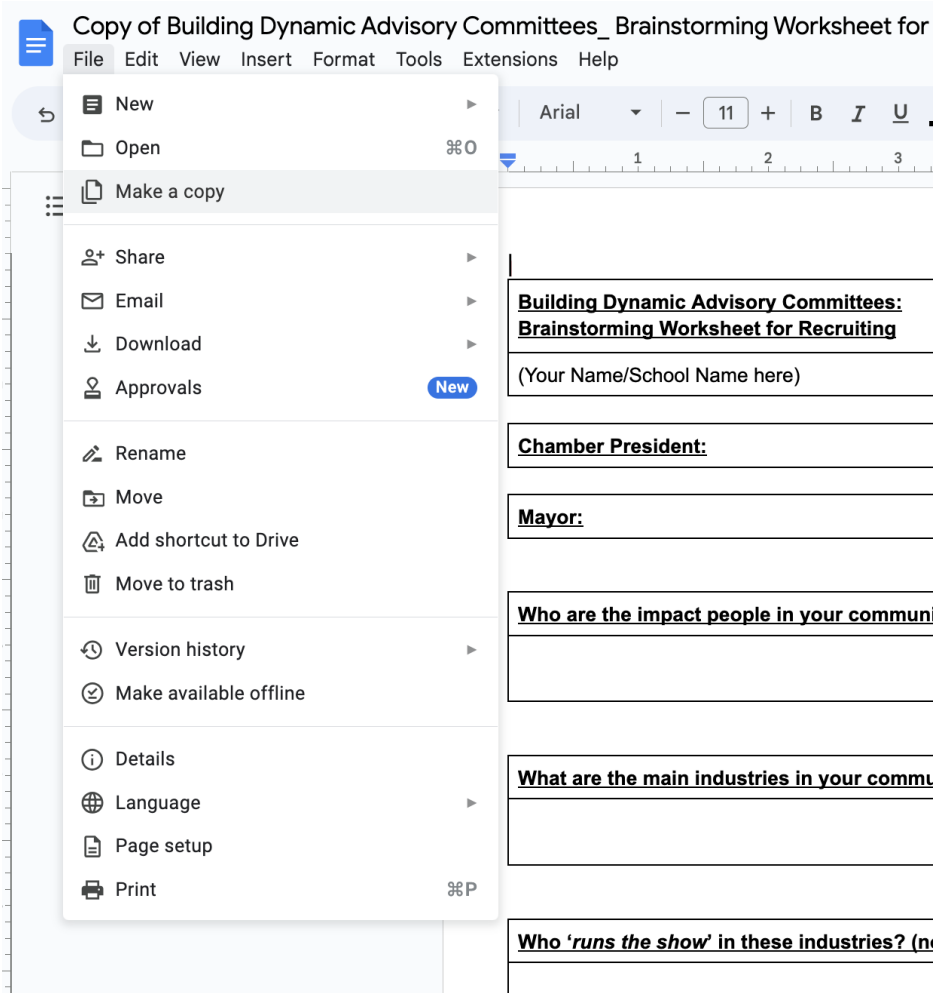 Copy of Building Dynamic Advisory Committees_ Brainstorming Worksheet for
File Edit View Insert Format Tools Extensions Help
Arial − 11 + B I U
New
Open ⌘O
Make a copy
Share
Email
Download
Approvals New
Rename
Move
Add shortcut to Drive
Move to trash
Version history
Make available offline
Details
Language
Page setup
Print ⌘P
1 2 3
Building Dynamic Advisory Committees:
Brainstorming Worksheet for Recruiting
(Your Name/School Name here)
Chamber President:
Mayor:
Who are the impact people in your
What are the main industries in your
Who ‘runs the show’ in these industries?